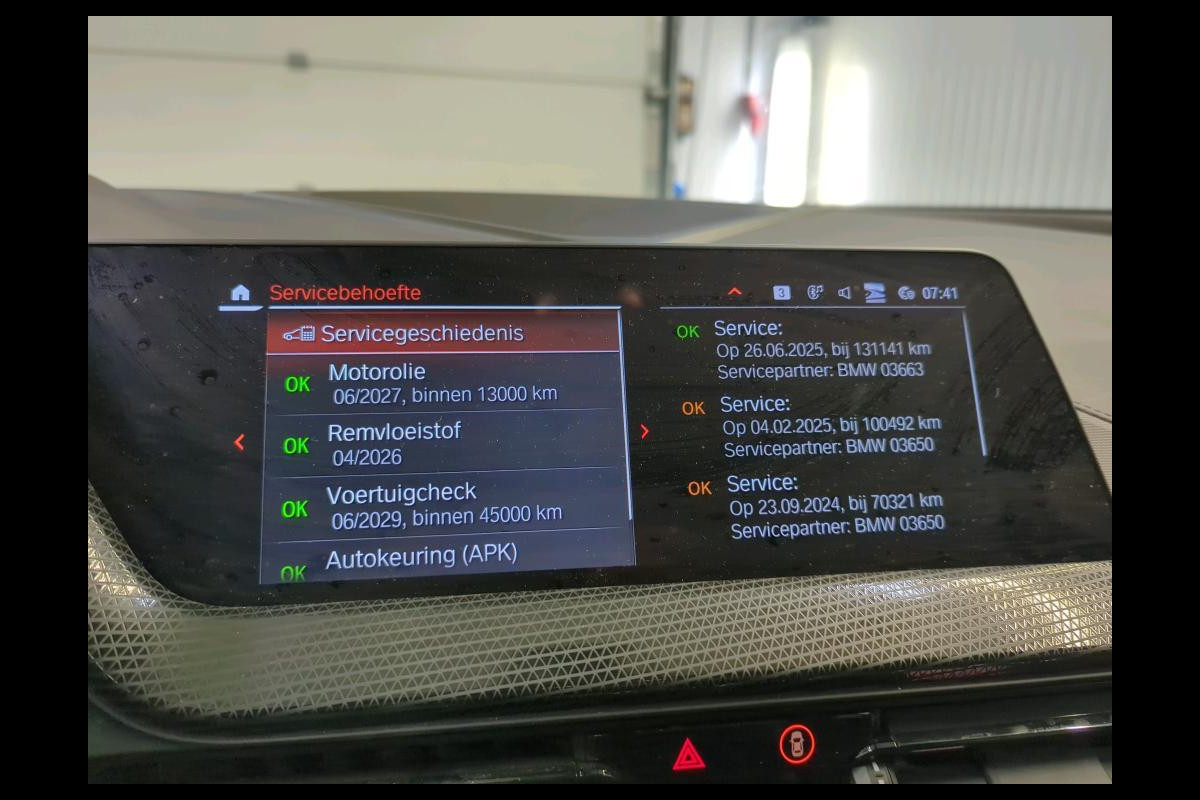 Servicebehoefte
3
07:41
Servicegeschiedenis
OK Motorolie
06/2027, binnen 13000 km
OK Remvloeistof
04/2026
OK Voertuigcheck
06/2029, binnen 45000 km
OK Autokeuring (APK)
OK Service:
Op 26.06.2025, bij 131141 km
Servicepartner: BMW 03663
OK Service:
Op 04.02.2025, bij 100492 km
Servicepartner: BMW 03650
OK Service:
Op 23.09.2024, bij 70321 km
Servicepartner: BMW 03650